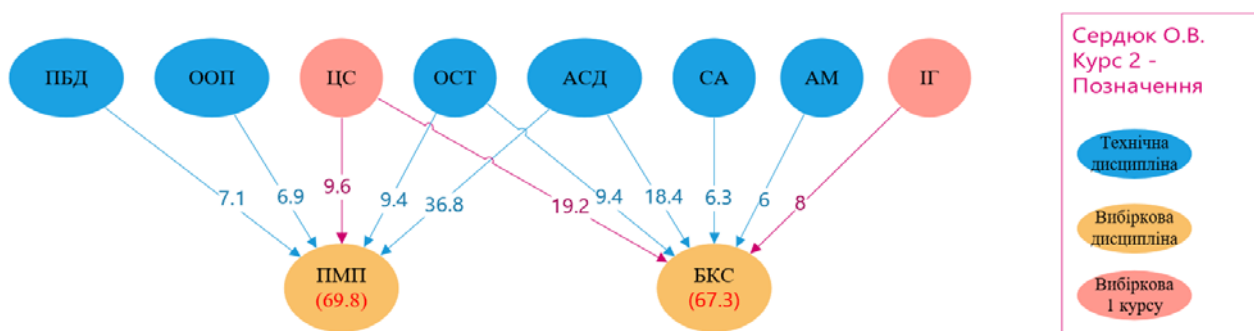 ПБД
ООП
ЦС
ОСТ
АСД
СА
АМ
ІГ
7.1
6.9
9.6
9.4
36.8
19.2
9.4
18.4
6.3
6
8
ПМП
(69.8)
БКС
(67.3)
Сердюк О.В.
Курс 2 -
Позначення
Технічна
дисципліна
Вибіркова
дисципліна
Вибіркова
1 курсу